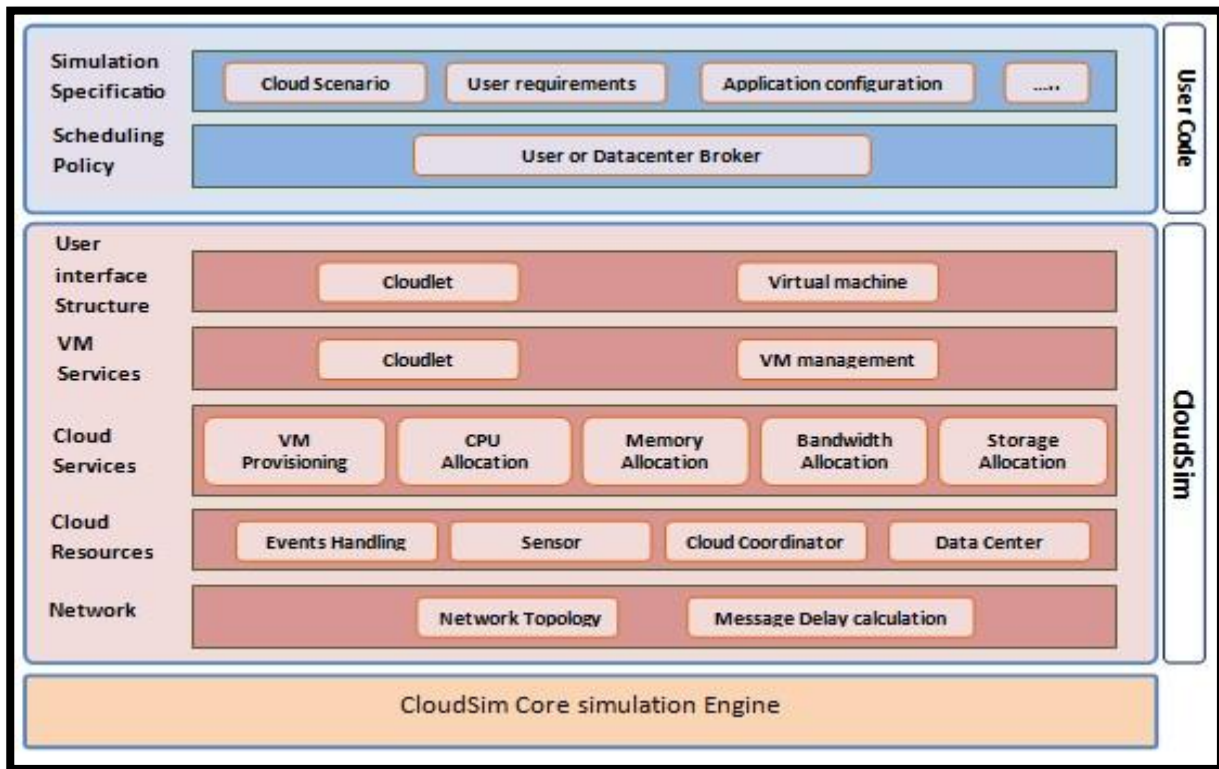 Simulation
Specificatio
Cloud Scenario
User requirements
Application configuration
.....
Scheduling
Policy
User or Datacenter Broker
User Code
User
interface
Structure
Cloudlet
Virtual machine
VM
Services
Cloudlet
VM management
Cloud
Services
VM
Provisioning
CPU
Allocation
Memory
Allocation
Bandwidth
Allocation
Storage
Allocation
Cloud
Resources
Events Handling
Sensor
Cloud Coordinator
Data Center
Network
Network Topology
Message Delay calculation
CloudSim
CloudSim Core simulation Engine